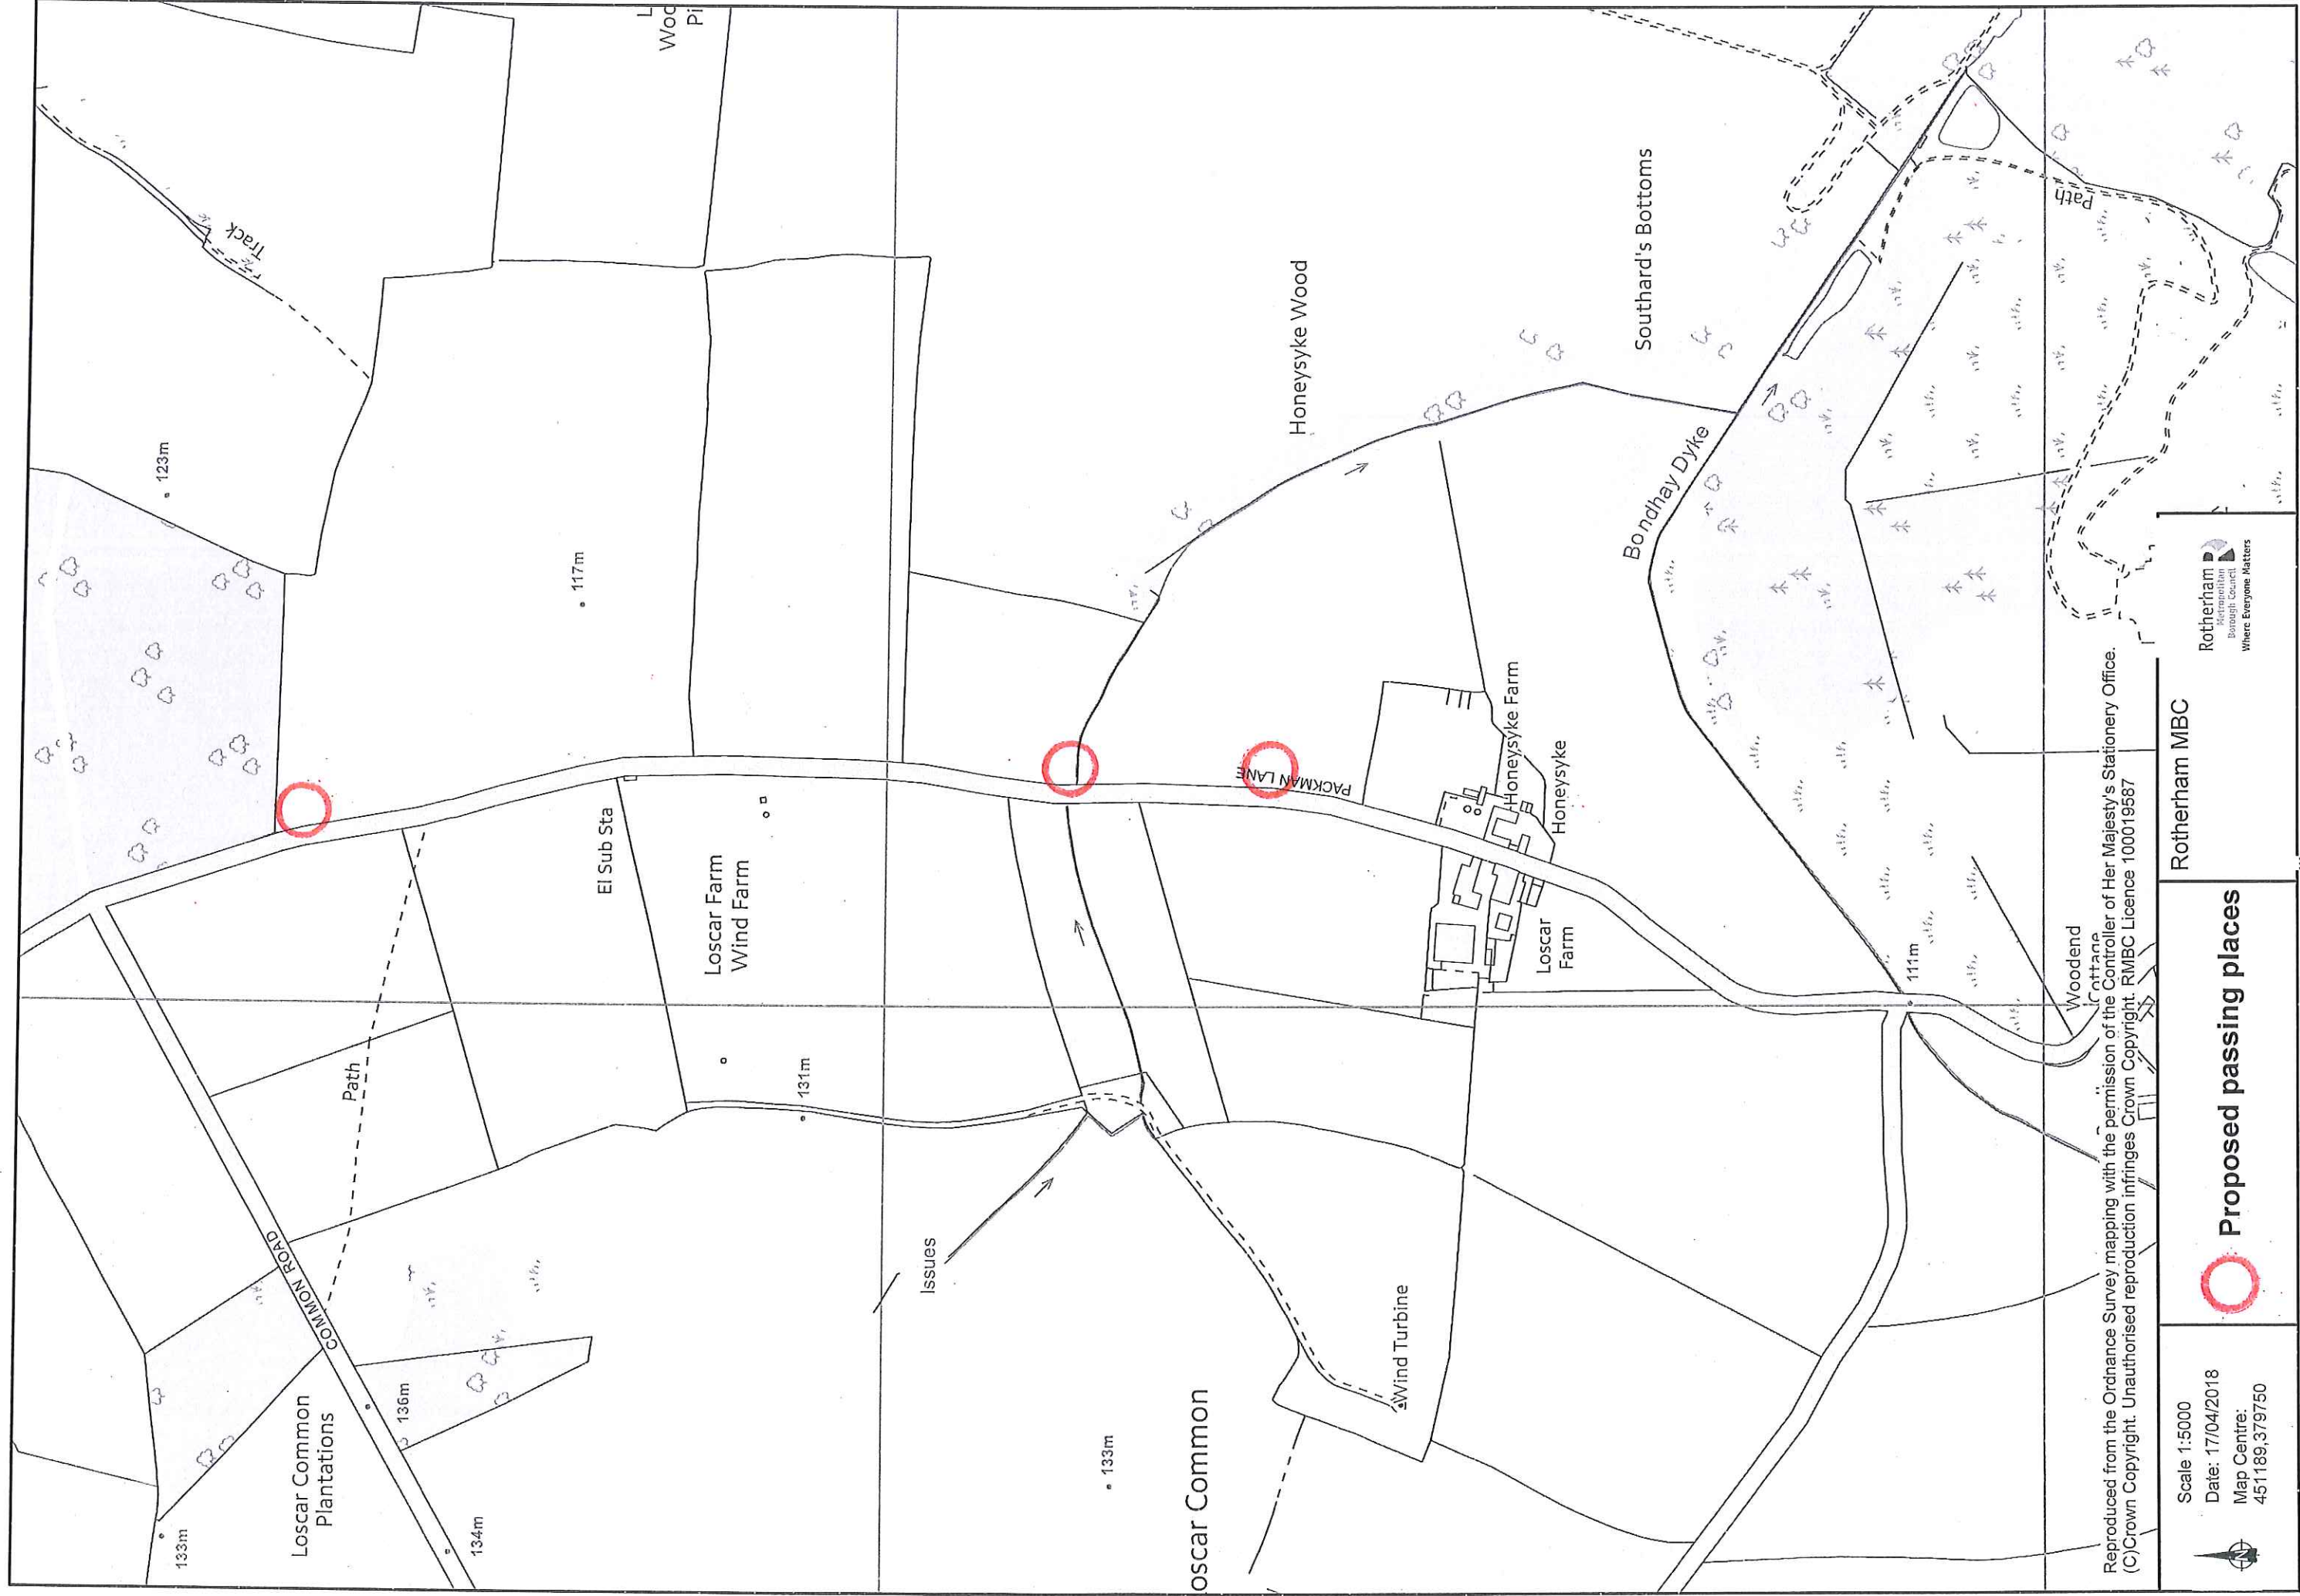 L
Woo
Pi
Track
123m
117m
Honeysyke Wood
Southard's Bottoms
Path
Bondhay Dyke
El Sub Sta
Loscar Farm
Wind Farm
PACKMAN LANE
Honeysyke Farm
Honeysyke
Loscar
Farm
111m
Woodend
Cottage
Path
131m
COMMON ROAD
Issues
Wind Turbine
Loscar Common
Plantations
136m
134m
133m
133m
oscar Common
Reproduced from the Ordnance Survey mapping with the permission of the Controller of Her Majesty's Stationery Office.
(C)Crown Copyright. Unauthorised reproduction infringes Crown Copyright. RMBC Licence 100019587
N
Scale 1:5000
Date: 17/04/2018
Map Centre:
451189,379750
Proposed passing places
Rotherham MBC
Rotherham
Metropolitan
Borough Council
Where Everyone Matters